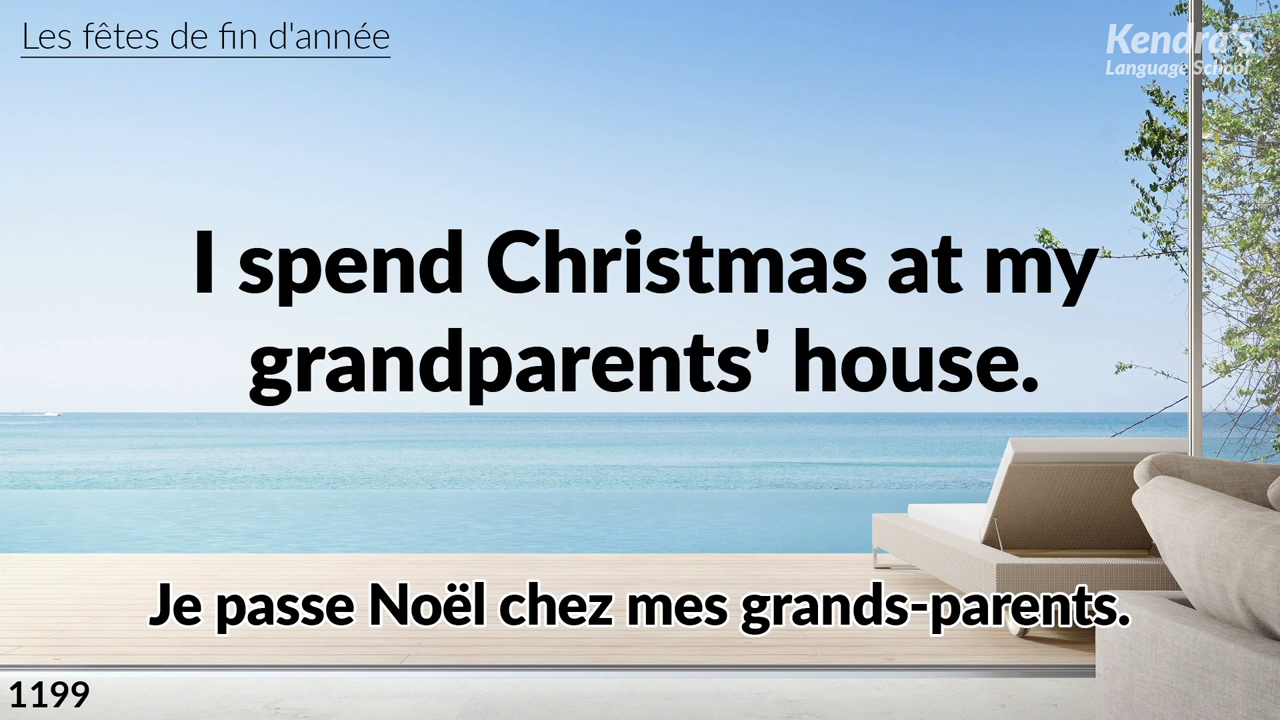 Les fêtes de fin d'année
Kendra's
Language School
I spend Christmas at my
grandparents' house.
Je passe Noël chez mes grands-parents.
1199